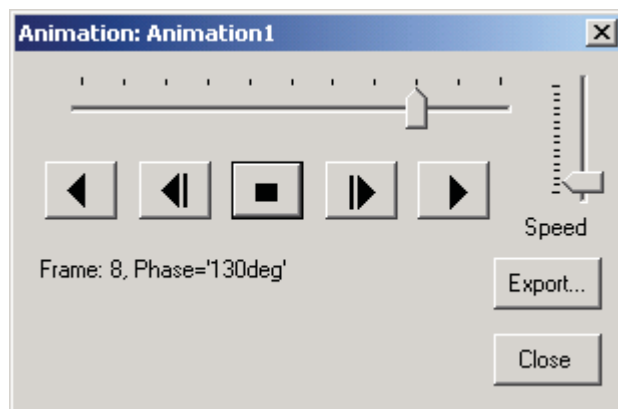 Animation: Animation1
Speed
Frame: 8, Phase='130deg'
Export...
Close